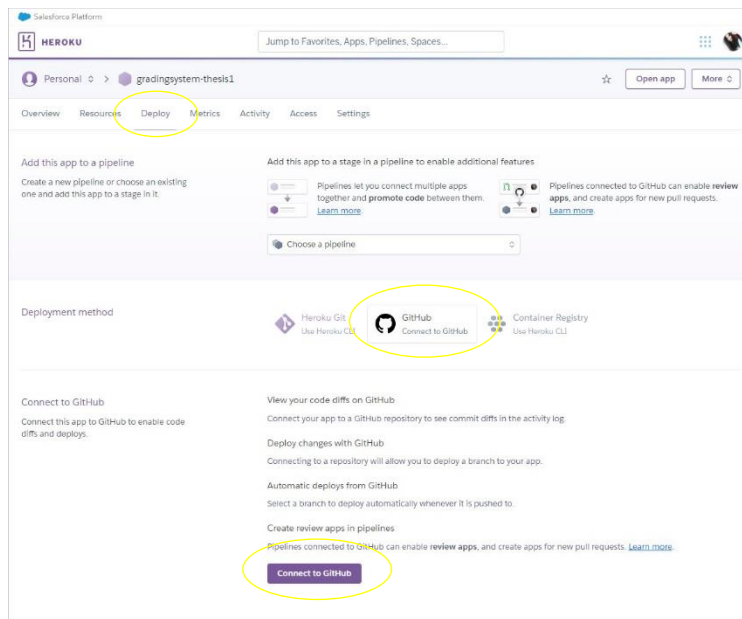 Salesforce Platform
HEROKU
Jump to Favorites, Apps, Pipelines, Spaces...
Personal > gradingsystem-thesis1
Open app
More
Overview Resources Deploy Metrics Activity Access Settings
Add this app to a pipeline
Create a new pipeline or choose an existing
one and add this app to a stage in it.
Add this app to a stage in a pipeline to enable additional features
Pipelines let you connect multiple apps
together and promote code between them.
Learn more.
Pipelines connected to GitHub can enable review
apps, and create apps for new pull requests.
Learn more.
Choose a pipeline
Deployment method
Heroku Git
Use Heroku CLI
GitHub
Connect to GitHub
Container Registry
Use Heroku CLI
Connect to GitHub
Connect this app to GitHub to enable code
diffs and deploys.
View your code diffs on GitHub
Connect your app to a GitHub repository to see commit diffs in the activity log.
Deploy changes with GitHub
Connecting to a repository will allow you to deploy a branch to your app.
Automatic deploys from GitHub
Select a branch to deploy automatically whenever it is pushed to.
Create review apps in pipelines
Pipelines connected to GitHub can enable review apps, and create apps for new pull requests. Learn more.
Connect to GitHub